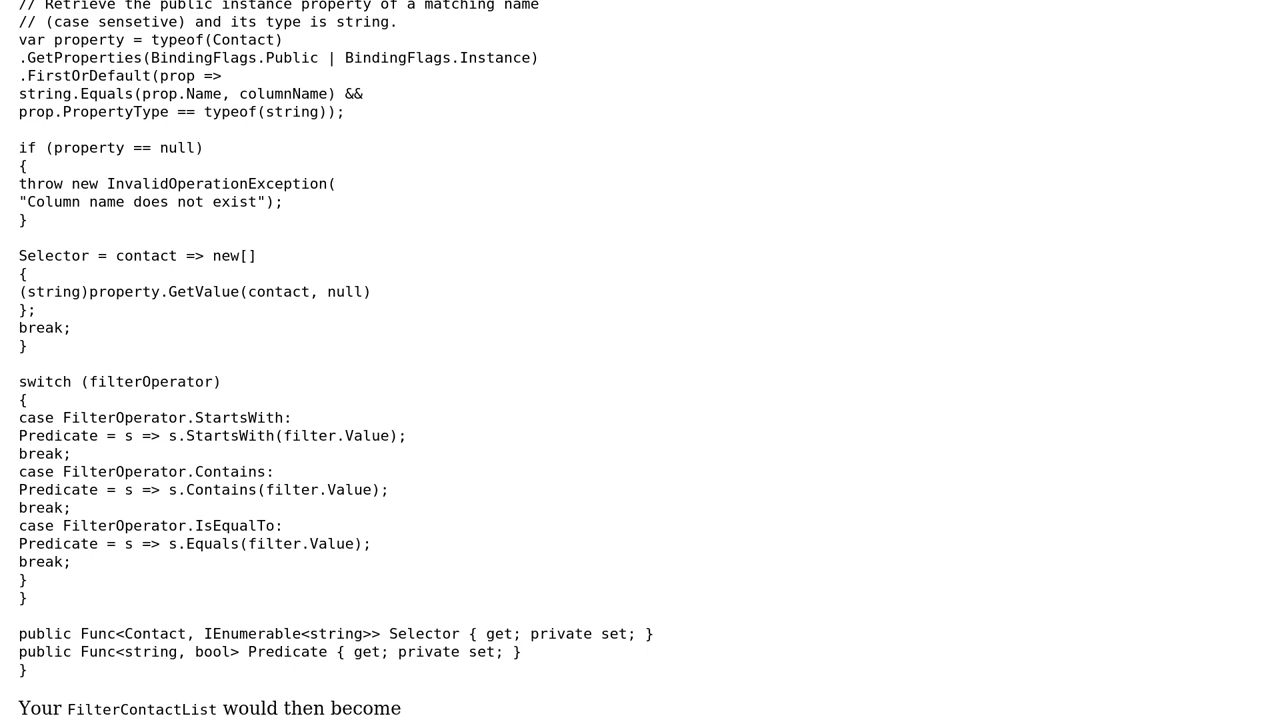 // Retrieve the public instance property of a matching name
// (case sensetive) and its type is string.
var property = typeof(Contact)
.GetProperties(BindingFlags.Public | BindingFlags.Instance)
.FirstOrDefault(prop =>
string.Equals(prop.Name, columnName) &&
prop.PropertyType == typeof(string));

if (property == null)
{
throw new InvalidOperationException(
"Column name does not exist");
}

Selector = contact => new[]
{
(string)property.GetValue(contact, null)
};
break;
}

switch (filterOperator)
{
case FilterOperator.StartsWith:
Predicate = s => s.StartsWith(filter.Value);
break;
case FilterOperator.Contains:
Predicate = s => s.Contains(filter.Value);
break;
case FilterOperator.IsEqualTo:
Predicate = s => s.Equals(filter.Value);
break;
}
}

public Func<Contact, IEnumerable<string>> Selector { get; private set; }
public Func<string, bool> Predicate { get; private set; }
}

Your FilterContactList would then become